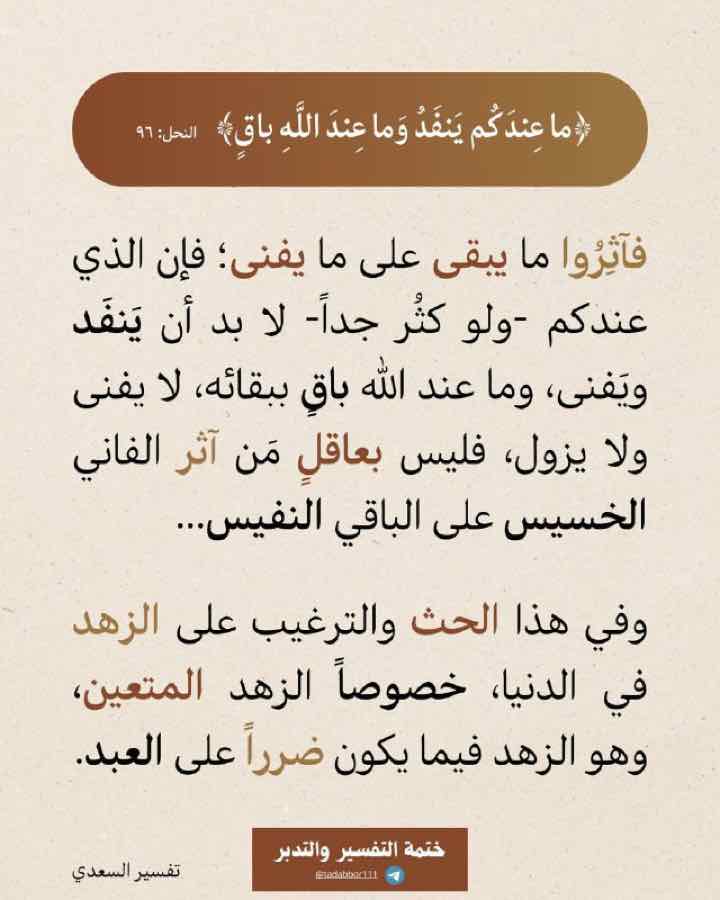 ﴿ما عِندَكُم يَنفَدُ وَما عِندَ اللَّهِ باقٍ﴾ النحل: ٩٦
فآثِرُوا ما يبقى على ما يفنى؛ فإن الذي
عندكم -ولو كثُر جداً- لا بد أن يَنفَد
ويَفنى، وما عند الله باقٍ ببقائه، لا يفنى
ولا يزول، فليس بعاقلٍ مَن آثر الفاني
الخسيس على الباقي النفيس...
وفي هذا الحث والترغيب على الزهد
في الدنيا، خصوصاً الزهد المتعين،
وهو الزهد فيما يكون ضرراً على العبد.
ختمة التفسير والتدبر
@tadabbor111
تفسير السعدي